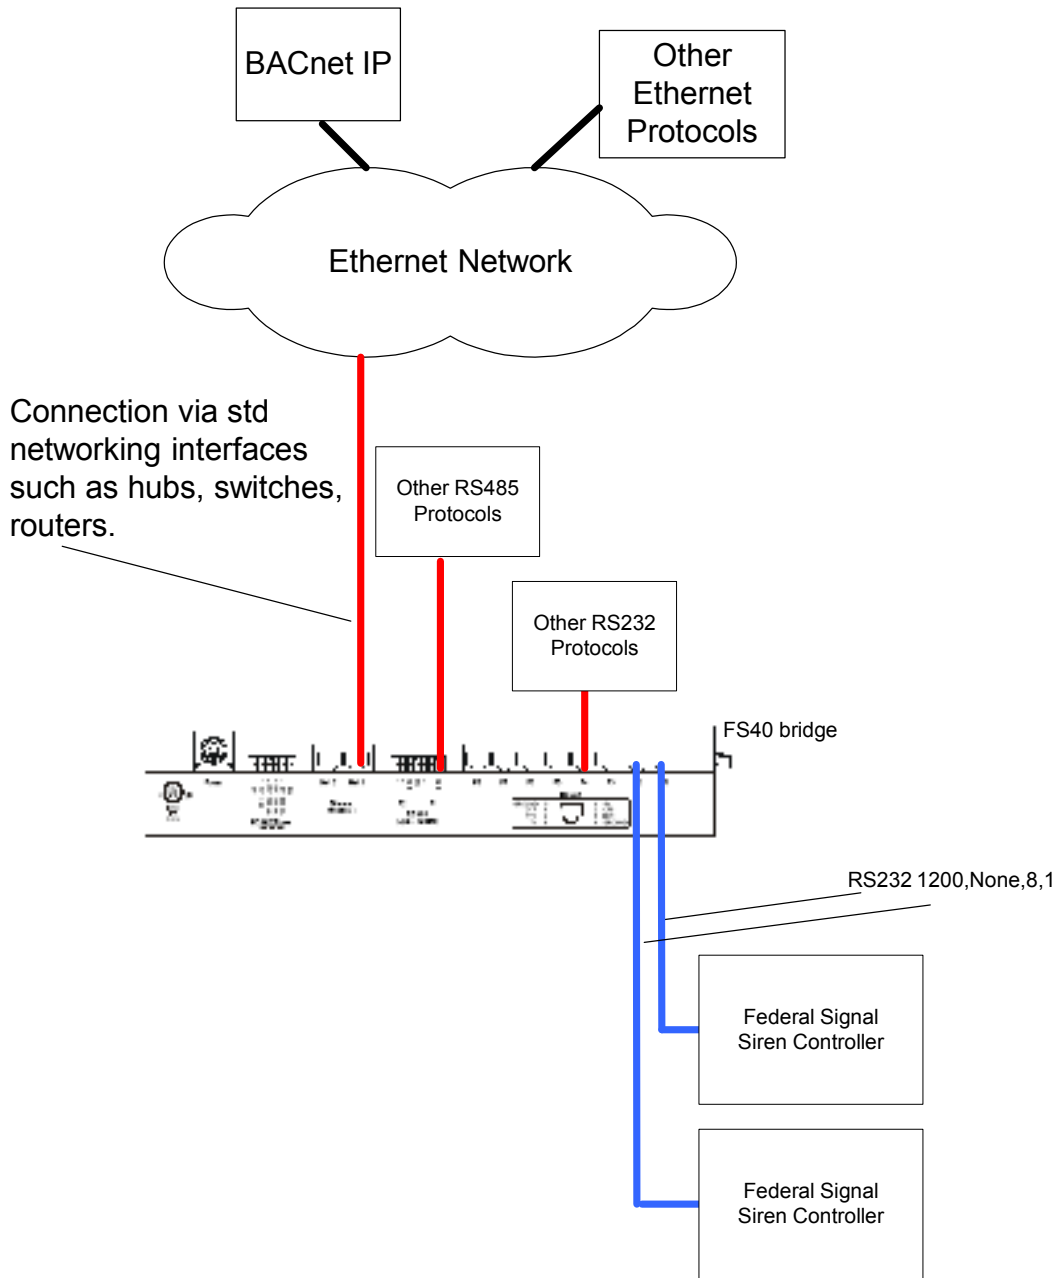 BACnet IP
Other
Ethernet
Protocols
Ethernet Network
Connection via std
networking interfaces
such as hubs, switches,
routers.
Other RS485
Protocols
Other RS232
Protocols
FS40 bridge
RS232 1200,None,8,1
Federal Signal
Siren Controller
Federal Signal
Siren Controller